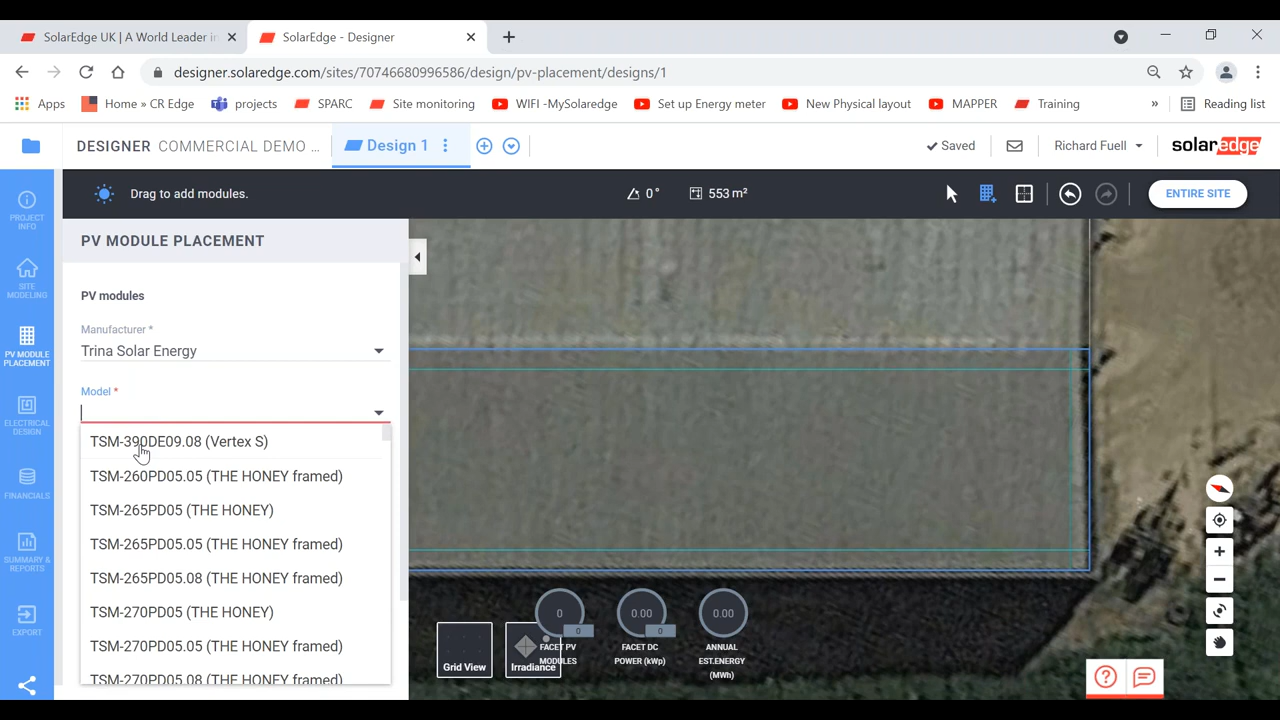 SolarEdge UK | A World Leader in
SolarEdge - Designer
designer.solaredge.com/sites/70746680996586/design/pv-placement/designs/1
Apps
Home » CR Edge
projects
SPARC
Site monitoring
WIFI -MySolaredge
Set up Energy meter
New Physical layout
MAPPER
Training
»
Reading list
DESIGNER COMMERCIAL DEMO ...
Design 1
Saved
Richard Fuell
solaredge
Drag to add modules.
0°
553 m²
ENTIRE SITE
PROJECT
INFO
SITE
MODELING
PV MODULE
PLACEMENT
ELECTRICAL
DESIGN
FINANCIALS
SUMMARY &
REPORTS
EXPORT
PV MODULE PLACEMENT
PV modules
Manufacturer *
Trina Solar Energy
Model *
TSM-390DE09.08 (Vertex S)
TSM-260PD05.05 (THE HONEY framed)
TSM-265PD05 (THE HONEY)
TSM-265PD05.05 (THE HONEY framed)
TSM-265PD05.08 (THE HONEY framed)
TSM-270PD05 (THE HONEY)
TSM-270PD05.05 (THE HONEY framed)
TSM-270PD05.08 (THE HONEY framed)
Grid View
Irradiance
0
0
FACET PV
MODULES
0.00
0
FACET DC
POWER (kWp)
0.00
ANNUAL
EST.ENERGY
(MWh)